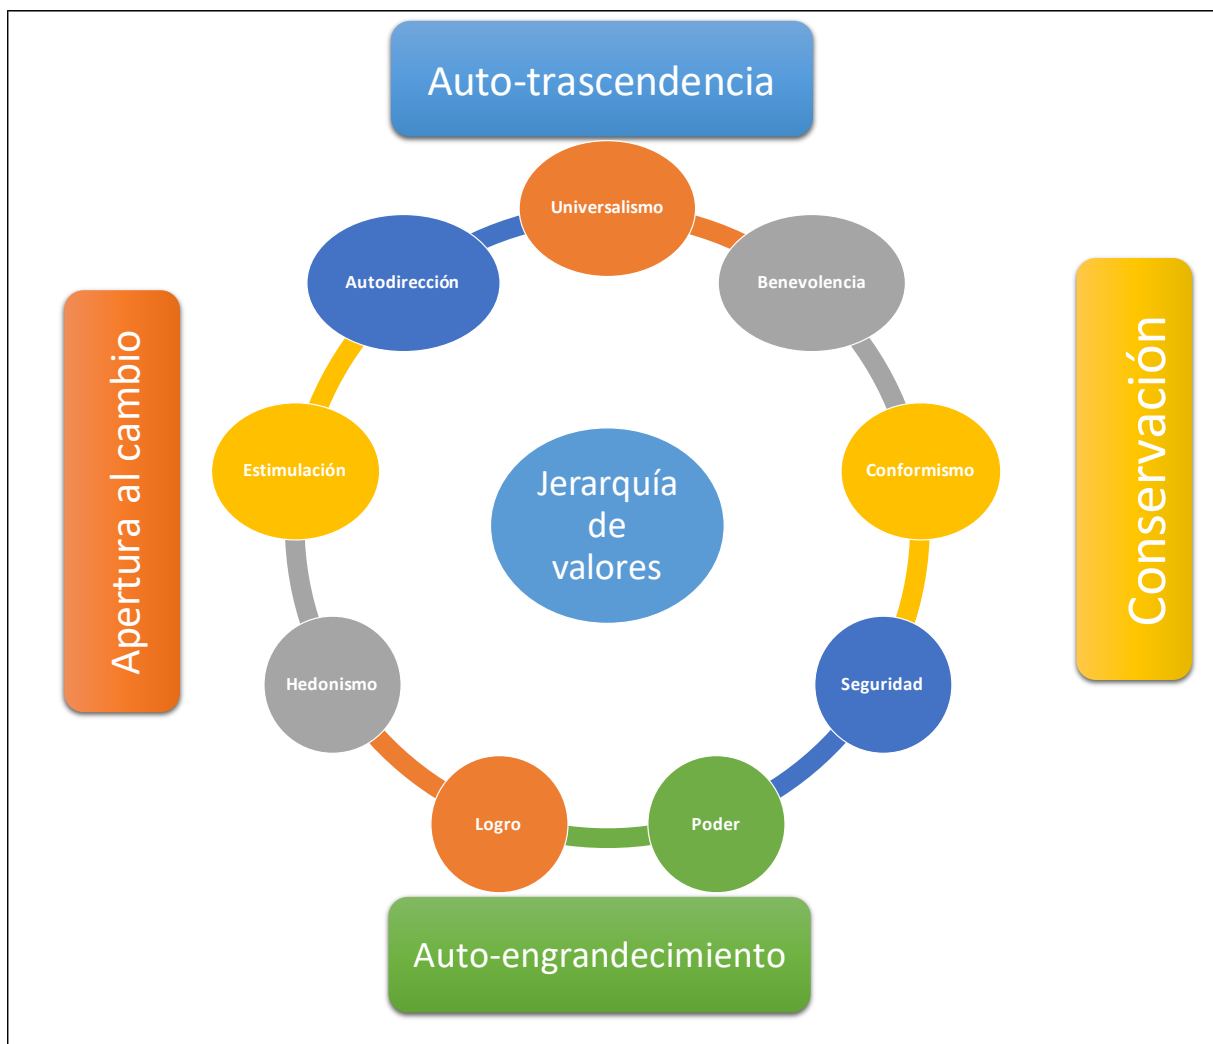 Auto-trascendencia
Universalismo
Autodirección
Benevolencia
Apertura al cambio
Conservación
Estimulación
Conformismo
Jerarquía
de
valores
Hedonismo
Seguridad
Logro
Poder
Auto-engrandecimiento